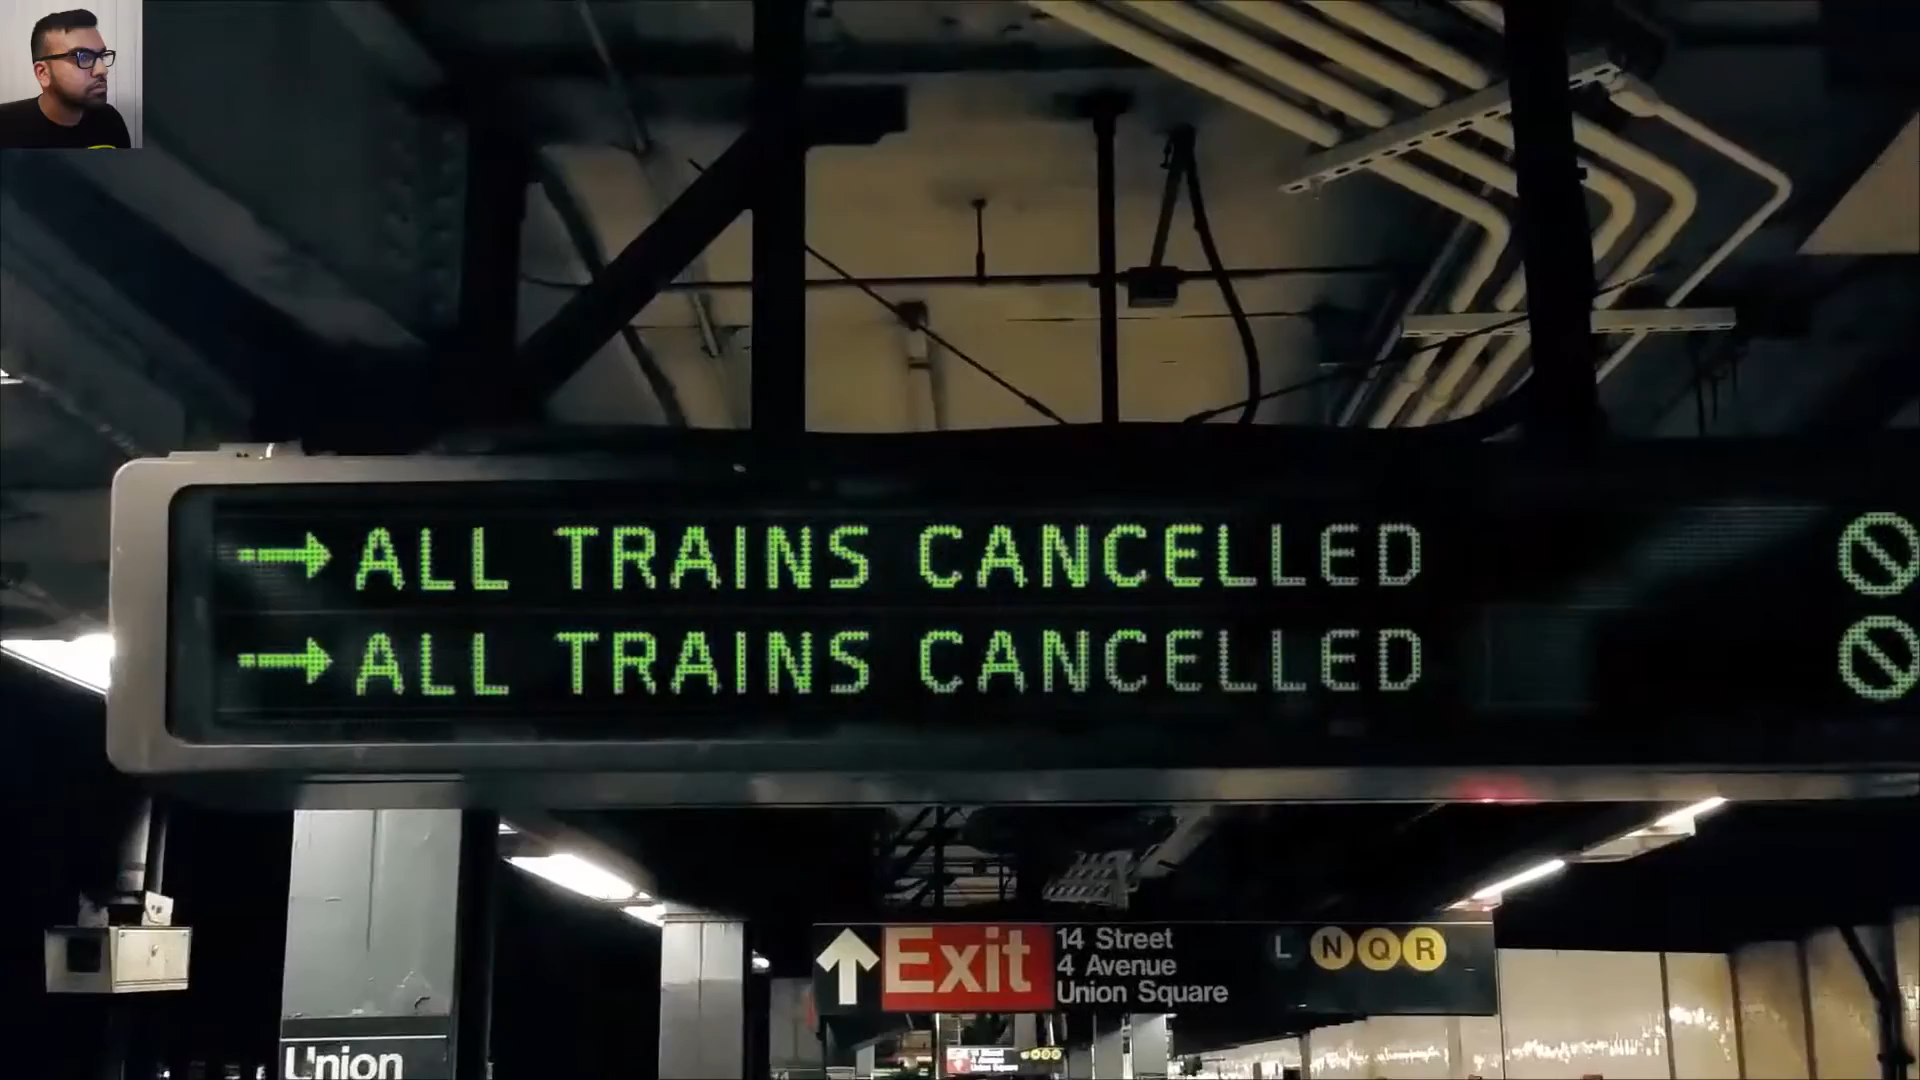 → ALL TRAINS CANCELLED
→ ALL TRAINS CANCELLED
Exit
14 Street
4 Avenue
Union Square
L N Q R
Union